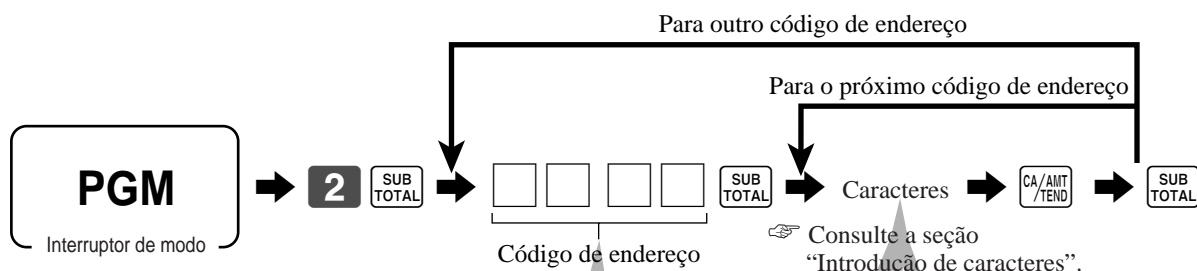 Para outro código de endereço
Para o próximo código de endereço
PGM
Interruptor de modo
2
SUB
TOTAL
SUB
TOTAL
Caracteres
CA/AMT
/TEND
SUB
TOTAL
Código de endereço
☞ Consulte a seção
“Introdução de caracteres”.